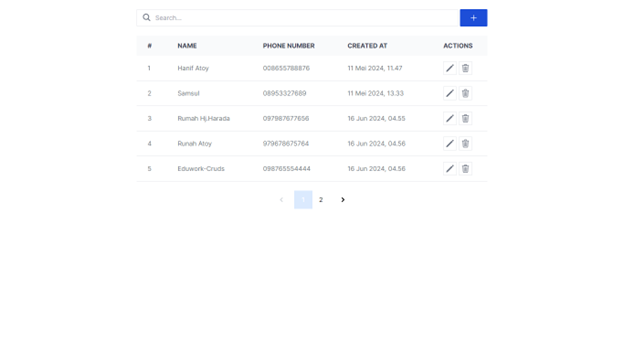 Search...
# NAME PHONE NUMBER CREATED AT ACTIONS
1 Hanif Atoy 008655788876 11 Mei 2024, 11.47
2 Samsul 08953327689 11 Mei 2024, 13.33
3 Rumah Hj.Harada 097987677656 16 Jun 2024, 04.55
4 Runah Atoy 979678675764 16 Jun 2024, 04.56
5 Eduwork-Cruds 098765554444 16 Jun 2024, 04.56
1 2